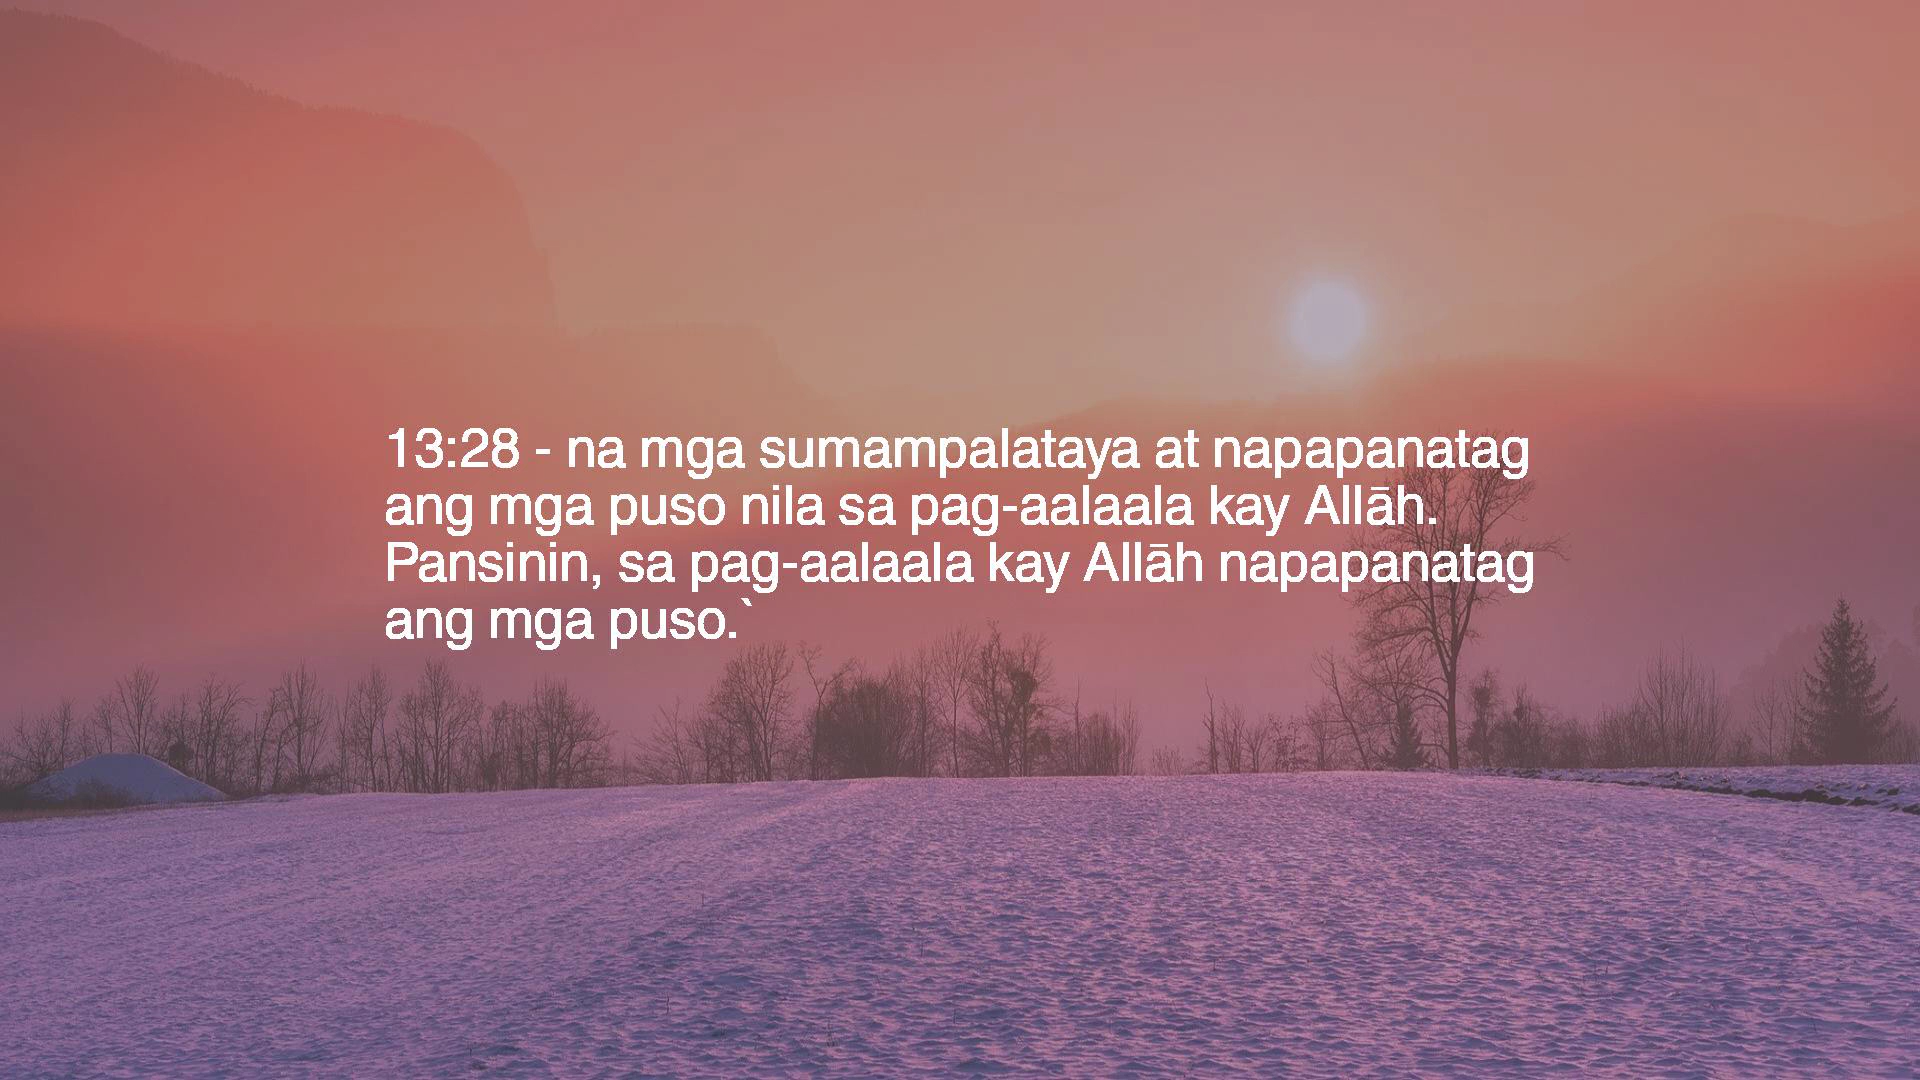 13:28 - na mga sumampalataya at napapanatag
ang mga puso nila sa pag-aalaala kay Allāh.
Pansinin, sa pag-aalaala kay Allāh napapanatag
ang mga puso.`